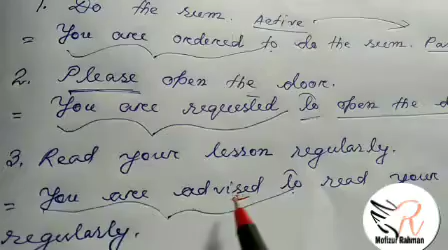 1. Do the sum. Active
= You are ordered to do the sum. Pa
2. Please open the door.
= You are requested to open the d
3. Read your lesson regularly.
= You are advised to read your
regularly.
Mofizur Rahman